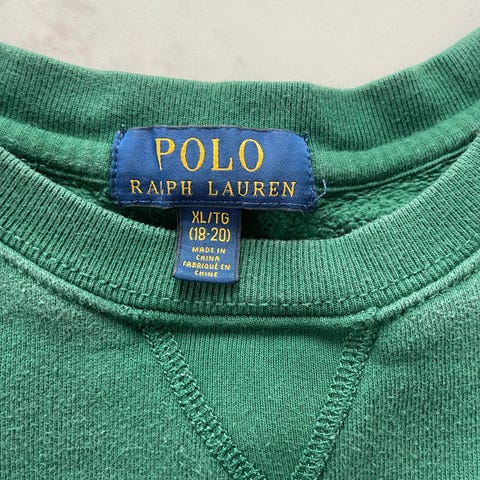 POLO
RALPH LAUREN
XL/TG
(18-20)
MADE IN
CHINA
FABRIQUÉ EN
CHINE